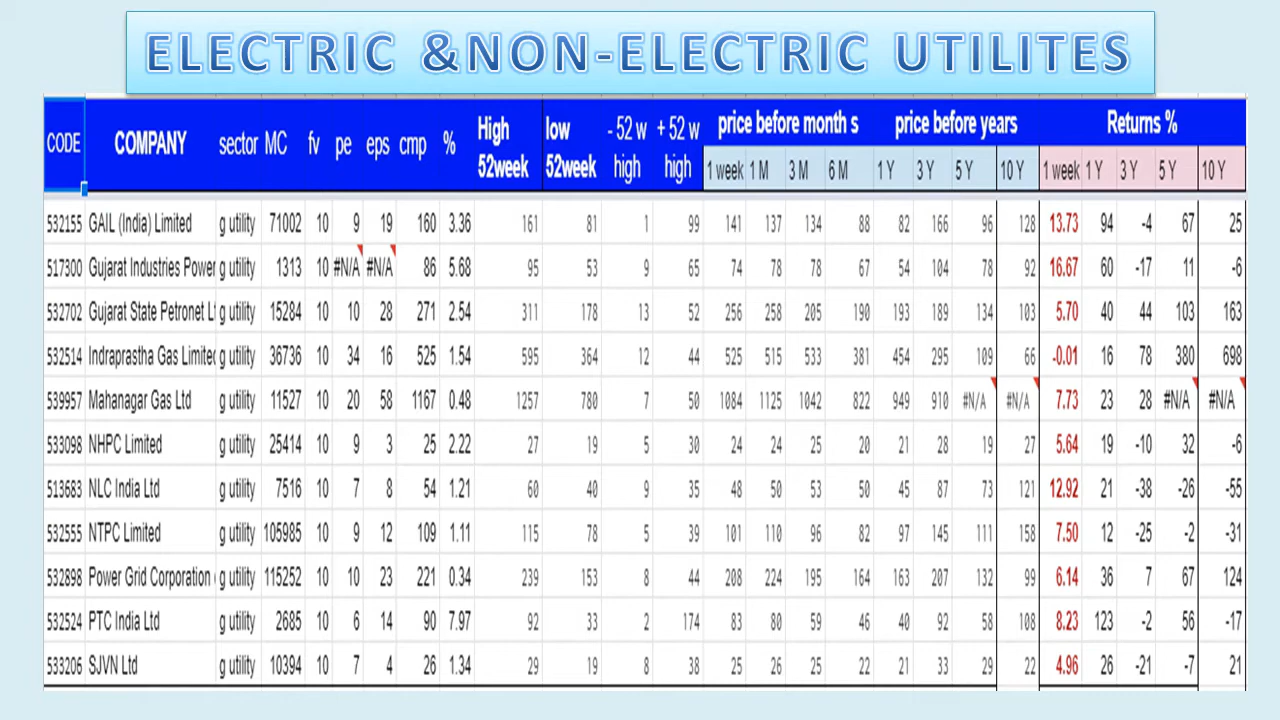 ELECTRIC &NON-ELECTRIC UTILITES
CODE COMPANY sector MC fv pe eps cmp % High 52week low 52week - 52 w high + 52 w high price before month s price before years Returns %
1 week 1 M 3 M 6 M 1 Y 3 Y 5 Y 10 Y 1 week 1 Y 3 Y 5 Y 10 Y
532155 GAIL (India) Limited g utility 71002 10 9 19 160 3.36 161 81 1 99 141 137 134 88 82 166 96 128 13.73 94 -4 67 25
517300 Gujarat Industries Power g utility 1313 10 #N/A #N/A 86 5.68 95 53 9 65 74 78 78 67 54 104 78 92 16.67 60 -17 11 -6
532702 Gujarat State Petronet Lt g utility 15284 10 10 28 271 2.54 311 178 13 52 256 258 205 190 193 189 134 103 5.70 40 44 103 163
532514 Indraprastha Gas Limited g utility 36736 10 34 16 525 1.54 595 364 12 44 525 515 533 381 454 295 109 66 -0.01 16 78 380 698
539957 Mahanagar Gas Ltd g utility 11527 10 20 58 1167 0.48 1257 780 7 50 1084 1125 1042 822 949 910 #N/A #N/A 7.73 23 28 #N/A #N/A
533098 NHPC Limited g utility 25414 10 9 3 25 2.22 27 19 5 30 24 24 25 20 21 28 19 27 5.64 19 -10 32 -6
513683 NLC India Ltd g utility 7516 10 7 8 54 1.21 60 40 9 35 48 50 53 50 45 87 73 121 12.92 21 -38 -26 -55
532555 NTPC Limited g utility 105985 10 9 12 109 1.11 115 78 5 39 101 110 96 82 97 145 111 158 7.50 12 -25 -2 -31
532898 Power Grid Corporation g utility 115252 10 10 23 221 0.34 239 153 8 44 208 224 195 164 163 207 132 99 6.14 36 7 67 124
532524 PTC India Ltd g utility 2685 10 6 14 90 7.97 92 33 2 174 83 80 59 46 40 92 58 108 8.23 123 -2 56 -17
533206 SJVN Ltd g utility 10394 10 7 4 26 1.34 29 19 8 38 25 26 25 22 21 33 29 22 4.96 26 -21 -7 21